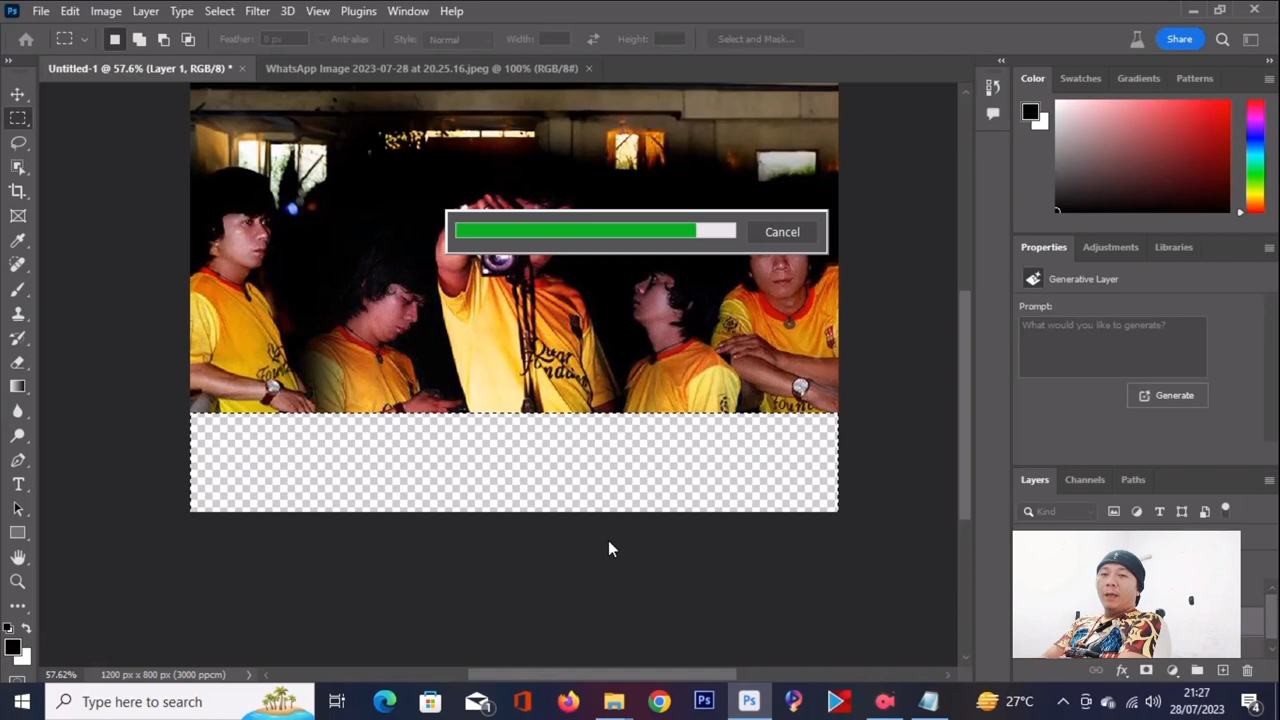 Ps File Edit Image Layer Type Select Filter 3D View Plugins Window Help
Feather: 0 px Anti-alias Style: Normal Width: Height: Select and Mask... Share
Untitled-1 @ 57.6% (Layer 1, RGB/8) * × WhatsApp Image 2023-07-28 at 20.25.16.jpeg @ 100% (RGB/8#) ×
Color Swatches Gradients Patterns
Cancel
Properties Adjustments Libraries
Generative Layer
Prompt:
What would you like to generate?
Generate
Layers Channels Paths
Kind
57.62% 1200 px x 800 px (3000 ppcm)
Type here to search
Ps Ps
27°C
21:27
28/07/2023
4